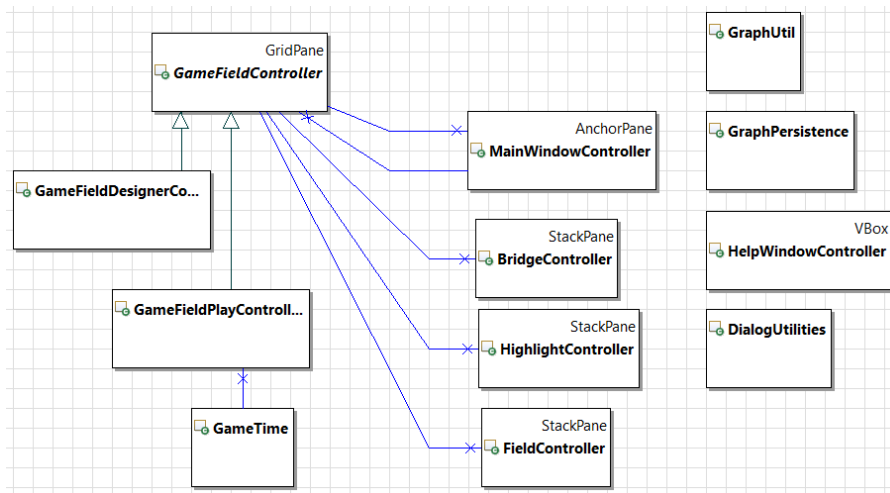 GraphUtil
GridPane
GameFieldController
AnchorPane
MainWindowController
GraphPersistence
GameFieldDesignerCo...
StackPane
BridgeController
VBox
HelpWindowController
GameFieldPlayControll...
StackPane
HighlightController
DialogUtilities
GameTime
StackPane
FieldController